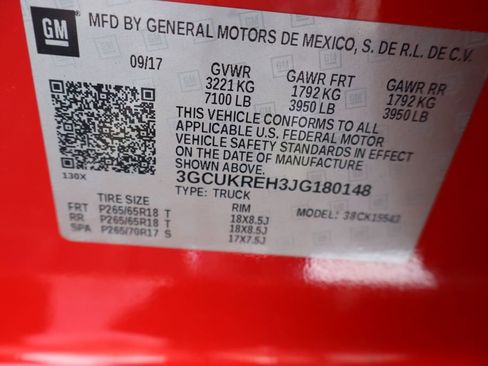 GM
MFD BY GENERAL MOTORS DE MEXICO, S. DE R.L. DE C.V.
09/17 GVWR GAWR FRT GAWR RR
3221 KG 1792 KG 1792 KG
7100 LB 3950 LB 3950 LB
THIS VEHICLE CONFORMS TO ALL
APPLICABLE U.S. FEDERAL MOTOR
VEHICLE SAFETY
STANDARDS IN EFFECT ON THE DATE OF MANUFACTURE
SHOWN ABOVE.
130X
3GCUKREH3JG180148
TYPE: TRUCK MODEL: 38CK15543
TIRE SIZE RIM
FRT P265/65R18 T 18X8.5J
RR P265/65R18 T 18X8.5J
SPA P265/70R17 S 17X7.5J